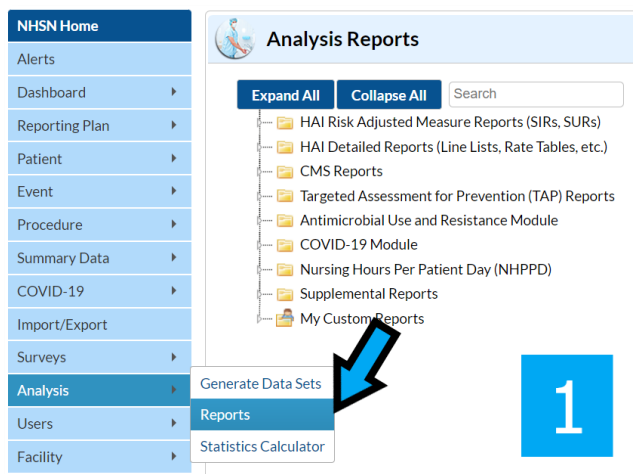 NHSN Home
Alerts
Dashboard
Reporting Plan
Patient
Event
Procedure
Summary Data
COVID-19
Import/Export
Surveys
Analysis
Users
Facility
Generate Data Sets
Reports
Statistics Calculator
Analysis Reports
Expand All
Collapse All
Search
HAI Risk Adjusted Measure Reports (SIRs, SURs)
HAI Detailed Reports (Line Lists, Rate Tables, etc.)
CMS Reports
Targeted Assessment for Prevention (TAP) Reports
Antimicrobial Use and Resistance Module
COVID-19 Module
Nursing Hours Per Patient Day (NHPPD)
Supplemental Reports
My Custom Reports
1